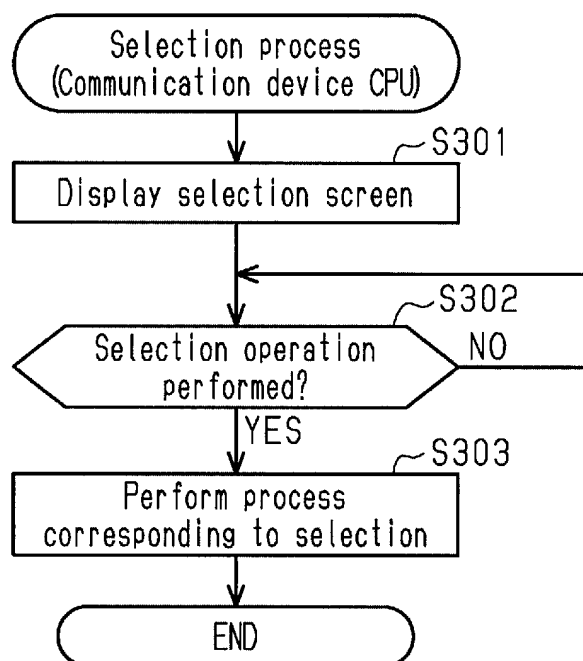 Selection process
(Communication device CPU)
S301
Display selection screen
S302
Selection operation
performed?
NO
YES
S303
Perform process
corresponding to selection
END